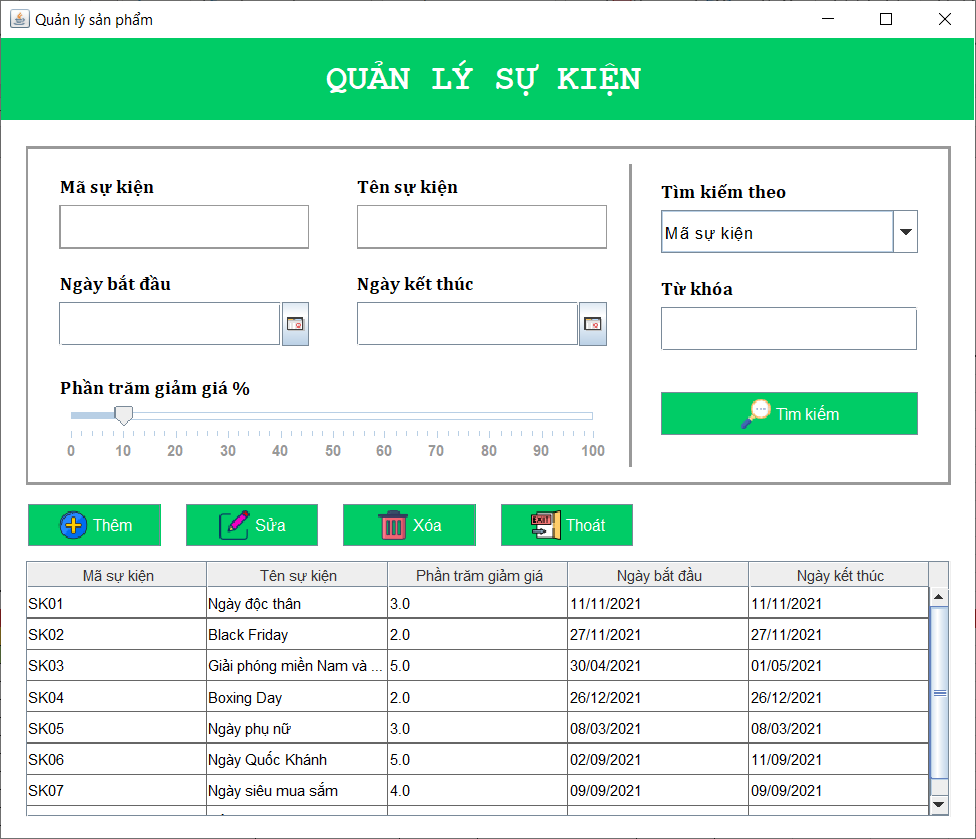 Quản lý sản phẩm
QUẢN LÝ SỰ KIỆN
Mã sự kiện
Tên sự kiện
Ngày bắt đầu
Ngày kết thúc
Phần trăm giảm giá %
0 10 20 30 40 50 60 70 80 90 100
Tìm kiếm theo
Mã sự kiện
Từ khóa
Tìm kiếm
Thêm
Sửa
Xóa
EXIT
Thoát
Mã sự kiện Tên sự kiện Phần trăm giảm giá Ngày bắt đầu Ngày kết thúc
SK01 Ngày độc thân 3.0 11/11/2021 11/11/2021
SK02 Black Friday 2.0 27/11/2021 27/11/2021
SK03 Giải phóng miền Nam và ... 5.0 30/04/2021 01/05/2021
SK04 Boxing Day 2.0 26/12/2021 26/12/2021
SK05 Ngày phụ nữ 3.0 08/03/2021 08/03/2021
SK06 Ngày Quốc Khánh 5.0 02/09/2021 11/09/2021
SK07 Ngày siêu mua sắm 4.0 09/09/2021 09/09/2021